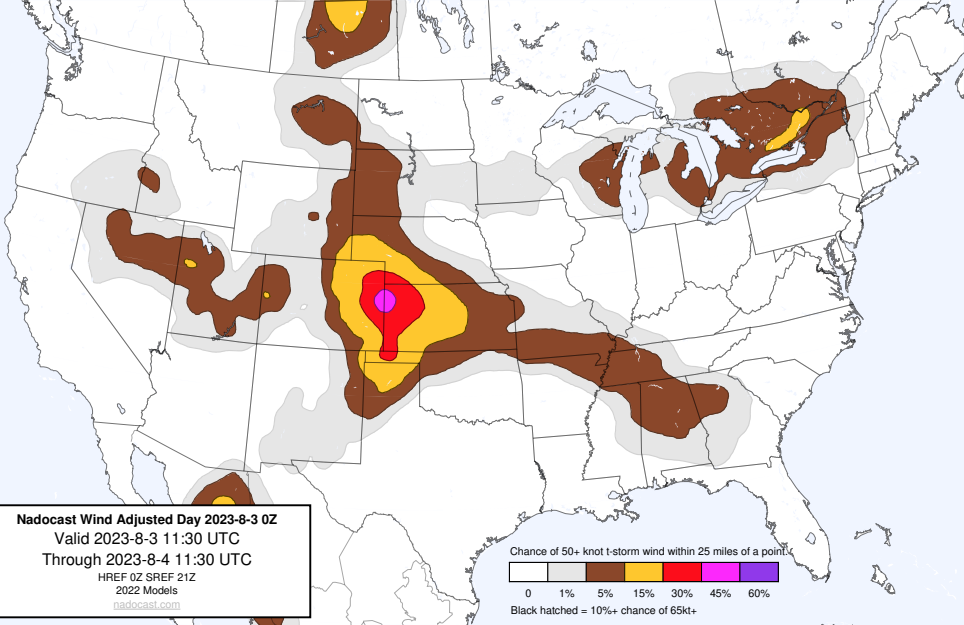 Nadocast Wind Adjusted Day 2023-8-3 0Z
Valid 2023-8-3 11:30 UTC
Through 2023-8-4 11:30 UTC
HREF 0Z SREF 21Z
2022 Models
nadocast.com
Chance of 50+ knot t-storm wind within 25 miles of a point.
0 1% 5% 15% 30% 45% 60%
Black hatched = 10%+ chance of 65kt+